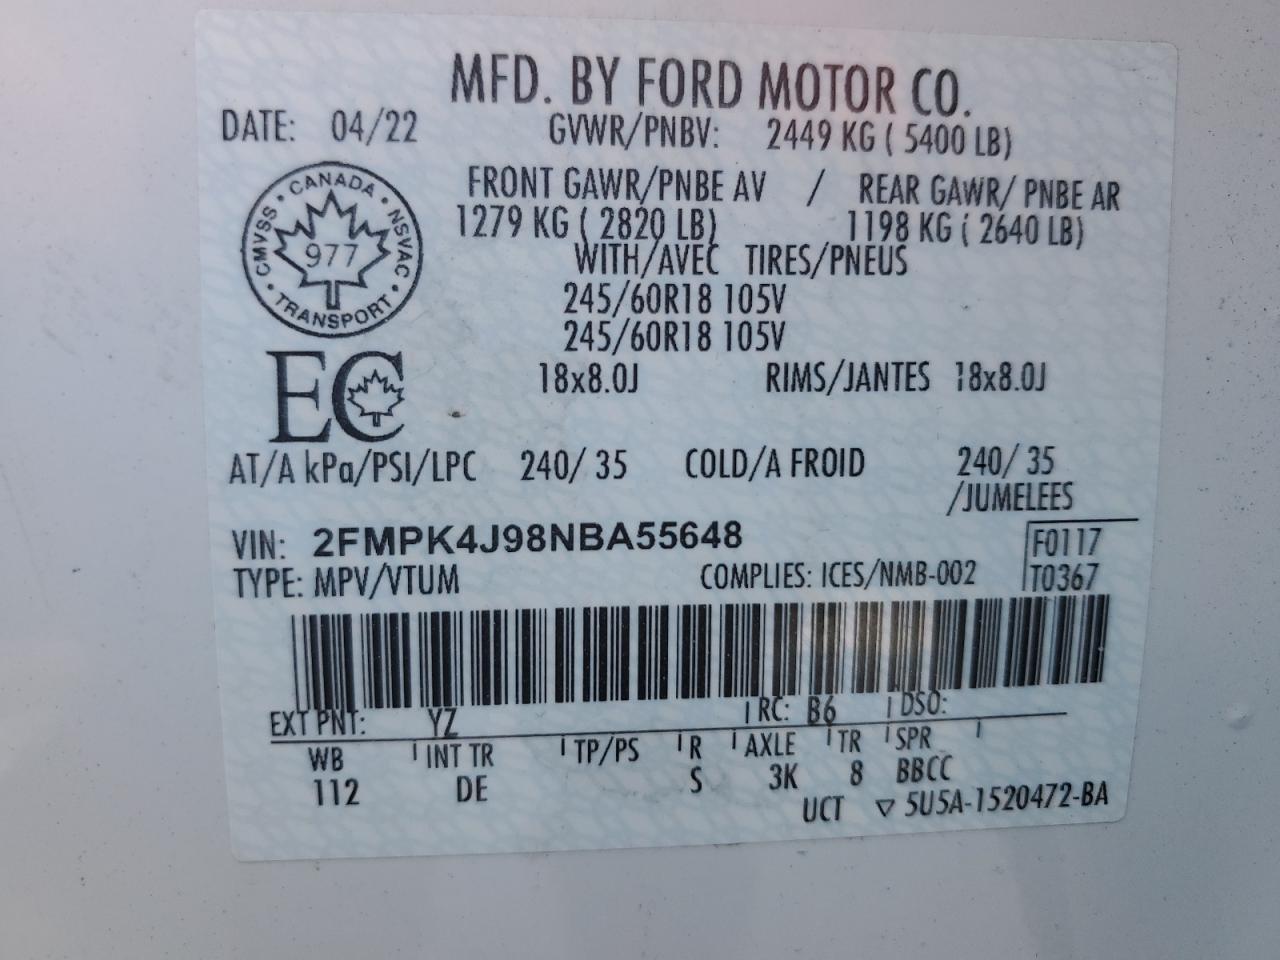 MFD. BY FORD MOTOR CO.
DATE: 04/22 GVWR/PNBV: 2449 KG ( 5400 LB)
FRONT GAWR/PNBE AV / REAR GAWR/ PNBE AR
1279 KG ( 2820 LB) 1198 KG ( 2640 LB)
WITH/AVEC TIRES/PNEUS
245/60R18 105V
245/60R18 105V
18x8.0J RIMS/JANTES 18x8.0J
CANADA
CMVSS 977 NSVAC
TRANSPORT
EC
AT/A kPa/PSI/LPC 240/ 35 COLD/A FROID 240/ 35
/JUMELEES
VIN: 2FMPK4J98NBA55648 F0117
TYPE: MPV/VTUM COMPLIES: ICES/NMB-002 T0367
EXT PNT: YZ RC: B6 DSO:
WB INT TR TP/PS R AXLE TR SPR
112 DE S 3K 8 BBCC
UCT ▽ 5U5A-1520472-BA